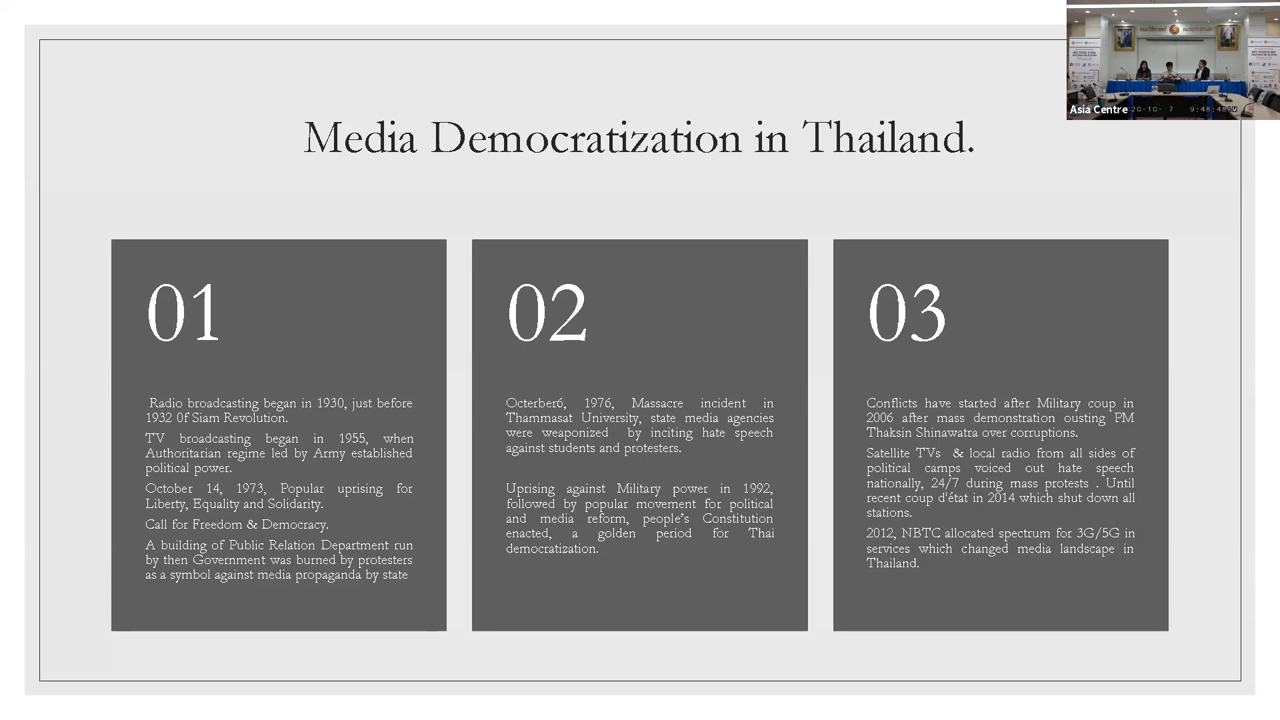 Media Democratization in Thailand.
01
Radio broadcasting began in 1930, just before
1932 0f Siam Revolution.
TV broadcasting began in 1955, when
Authoritarian regime led by Army established
political power.
October 14, 1973, Popular uprising for
Liberty, Equality and Solidarity.
Call for Freedom & Democracy.
A building of Public Relation Department run
by then Government was burned by protesters
as a symbol against media propaganda by state
02
Octerber6, 1976, Massacre incident in
Thammasat University, state media agencies
were weaponized by inciting hate speech
against students and protesters.
Uprising against Military power in 1992,
followed by popular movement for political
and media reform, people's Constitution
enacted, a golden period for Thai
democratization.
03
Conflicts have started after Military coup in
2006 after mass demonstration ousting PM
Thaksin Shinawatra over corruptions.
Satellite TVs & local radio from all sides of
political camps voiced out hate speech
nationally, 24/7 during mass protests . Until
recent coup d'état in 2014 which shut down all
stations.
2012, NBTC allocated spectrum for 3G/5G in
services which changed media landscape in
Thailand.
Asia Centre